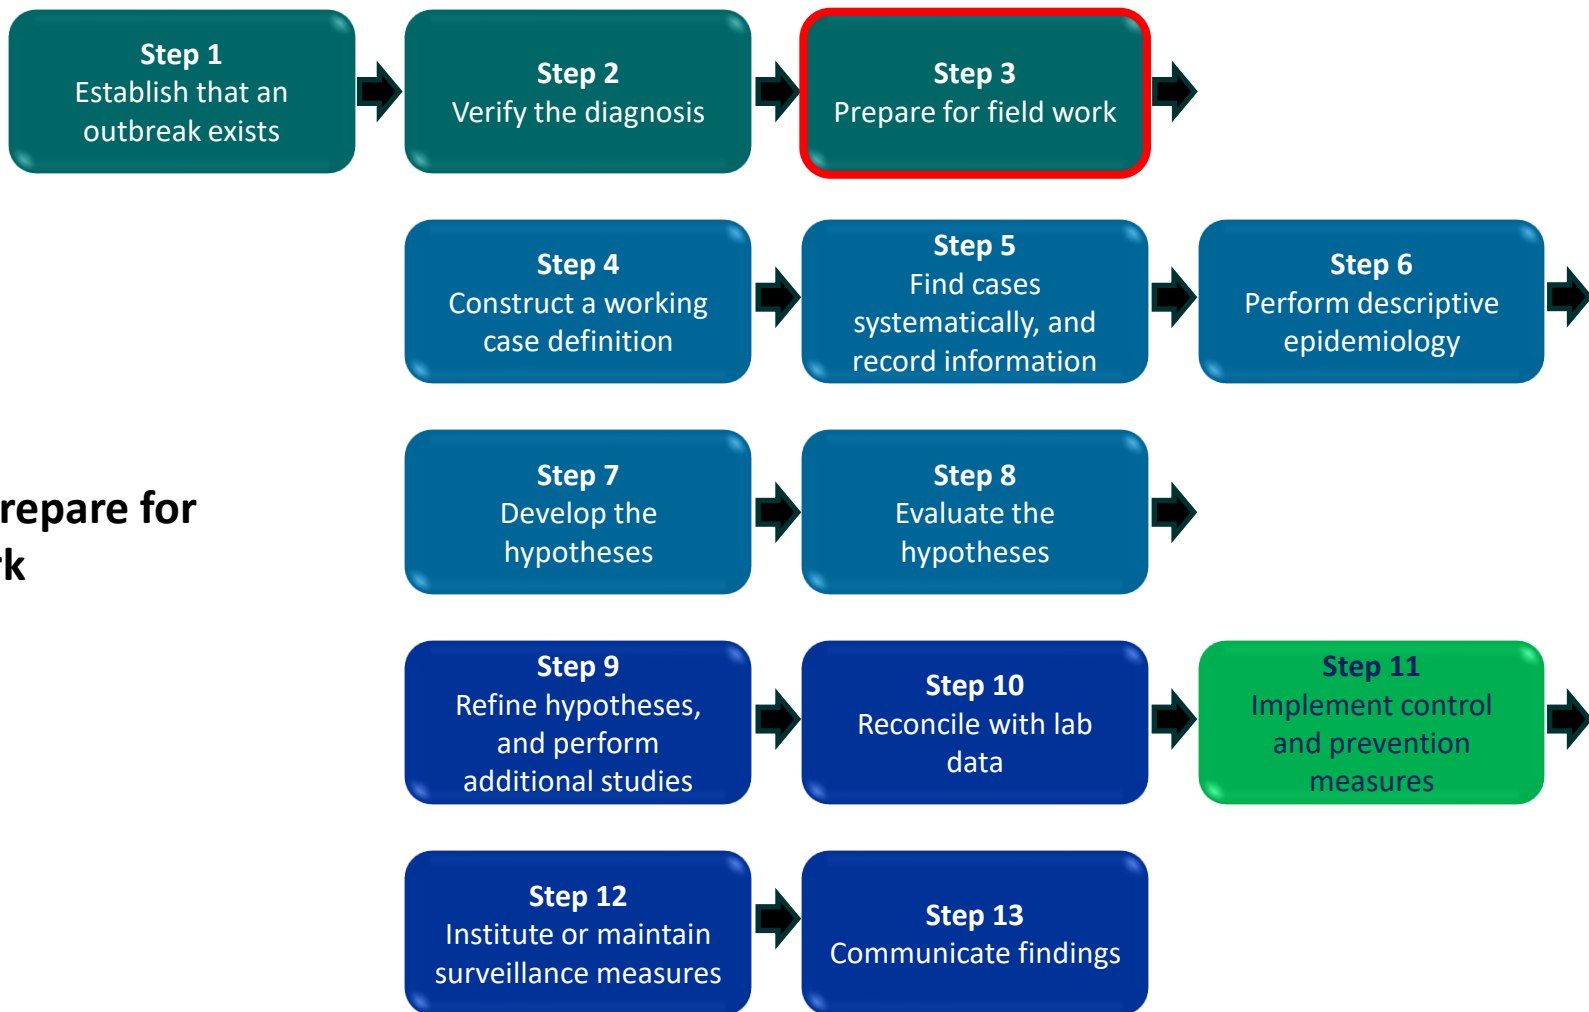 Step 1
Establish that an
outbreak exists
Step 2
Verify the diagnosis
Step 3
Prepare for field work
Step 4
Construct a working
case definition
Step 5
Find cases
systematically, and
record information
Step 6
Perform descriptive
epidemiology
repare for
rk
Step 7
Develop the
hypotheses
Step 8
Evaluate the
hypotheses
Step 9
Refine hypotheses,
and perform
additional studies
Step 10
Reconcile with lab
data
Step 11
Implement control
and prevention
measures
Step 12
Institute or maintain
surveillance measures
Step 13
Communicate findings